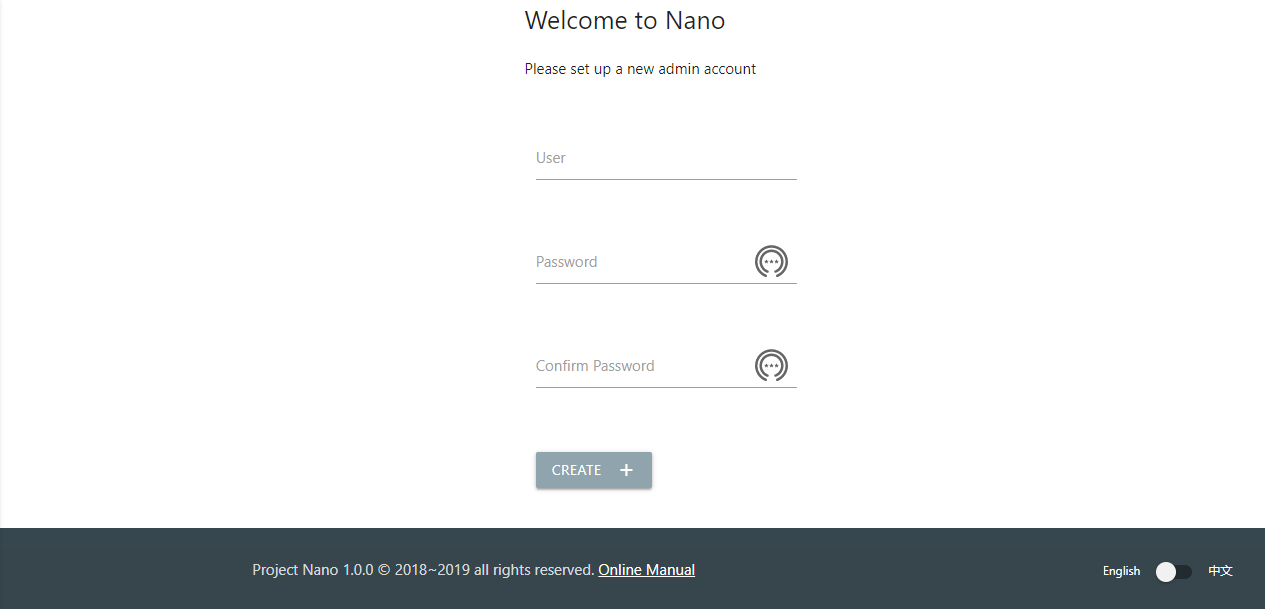 Welcome to Nano
Please set up a new admin account
User
Password
Confirm Password
CREATE +
Project Nano 1.0.0 © 2018~2019 all rights reserved. Online Manual
English 中文